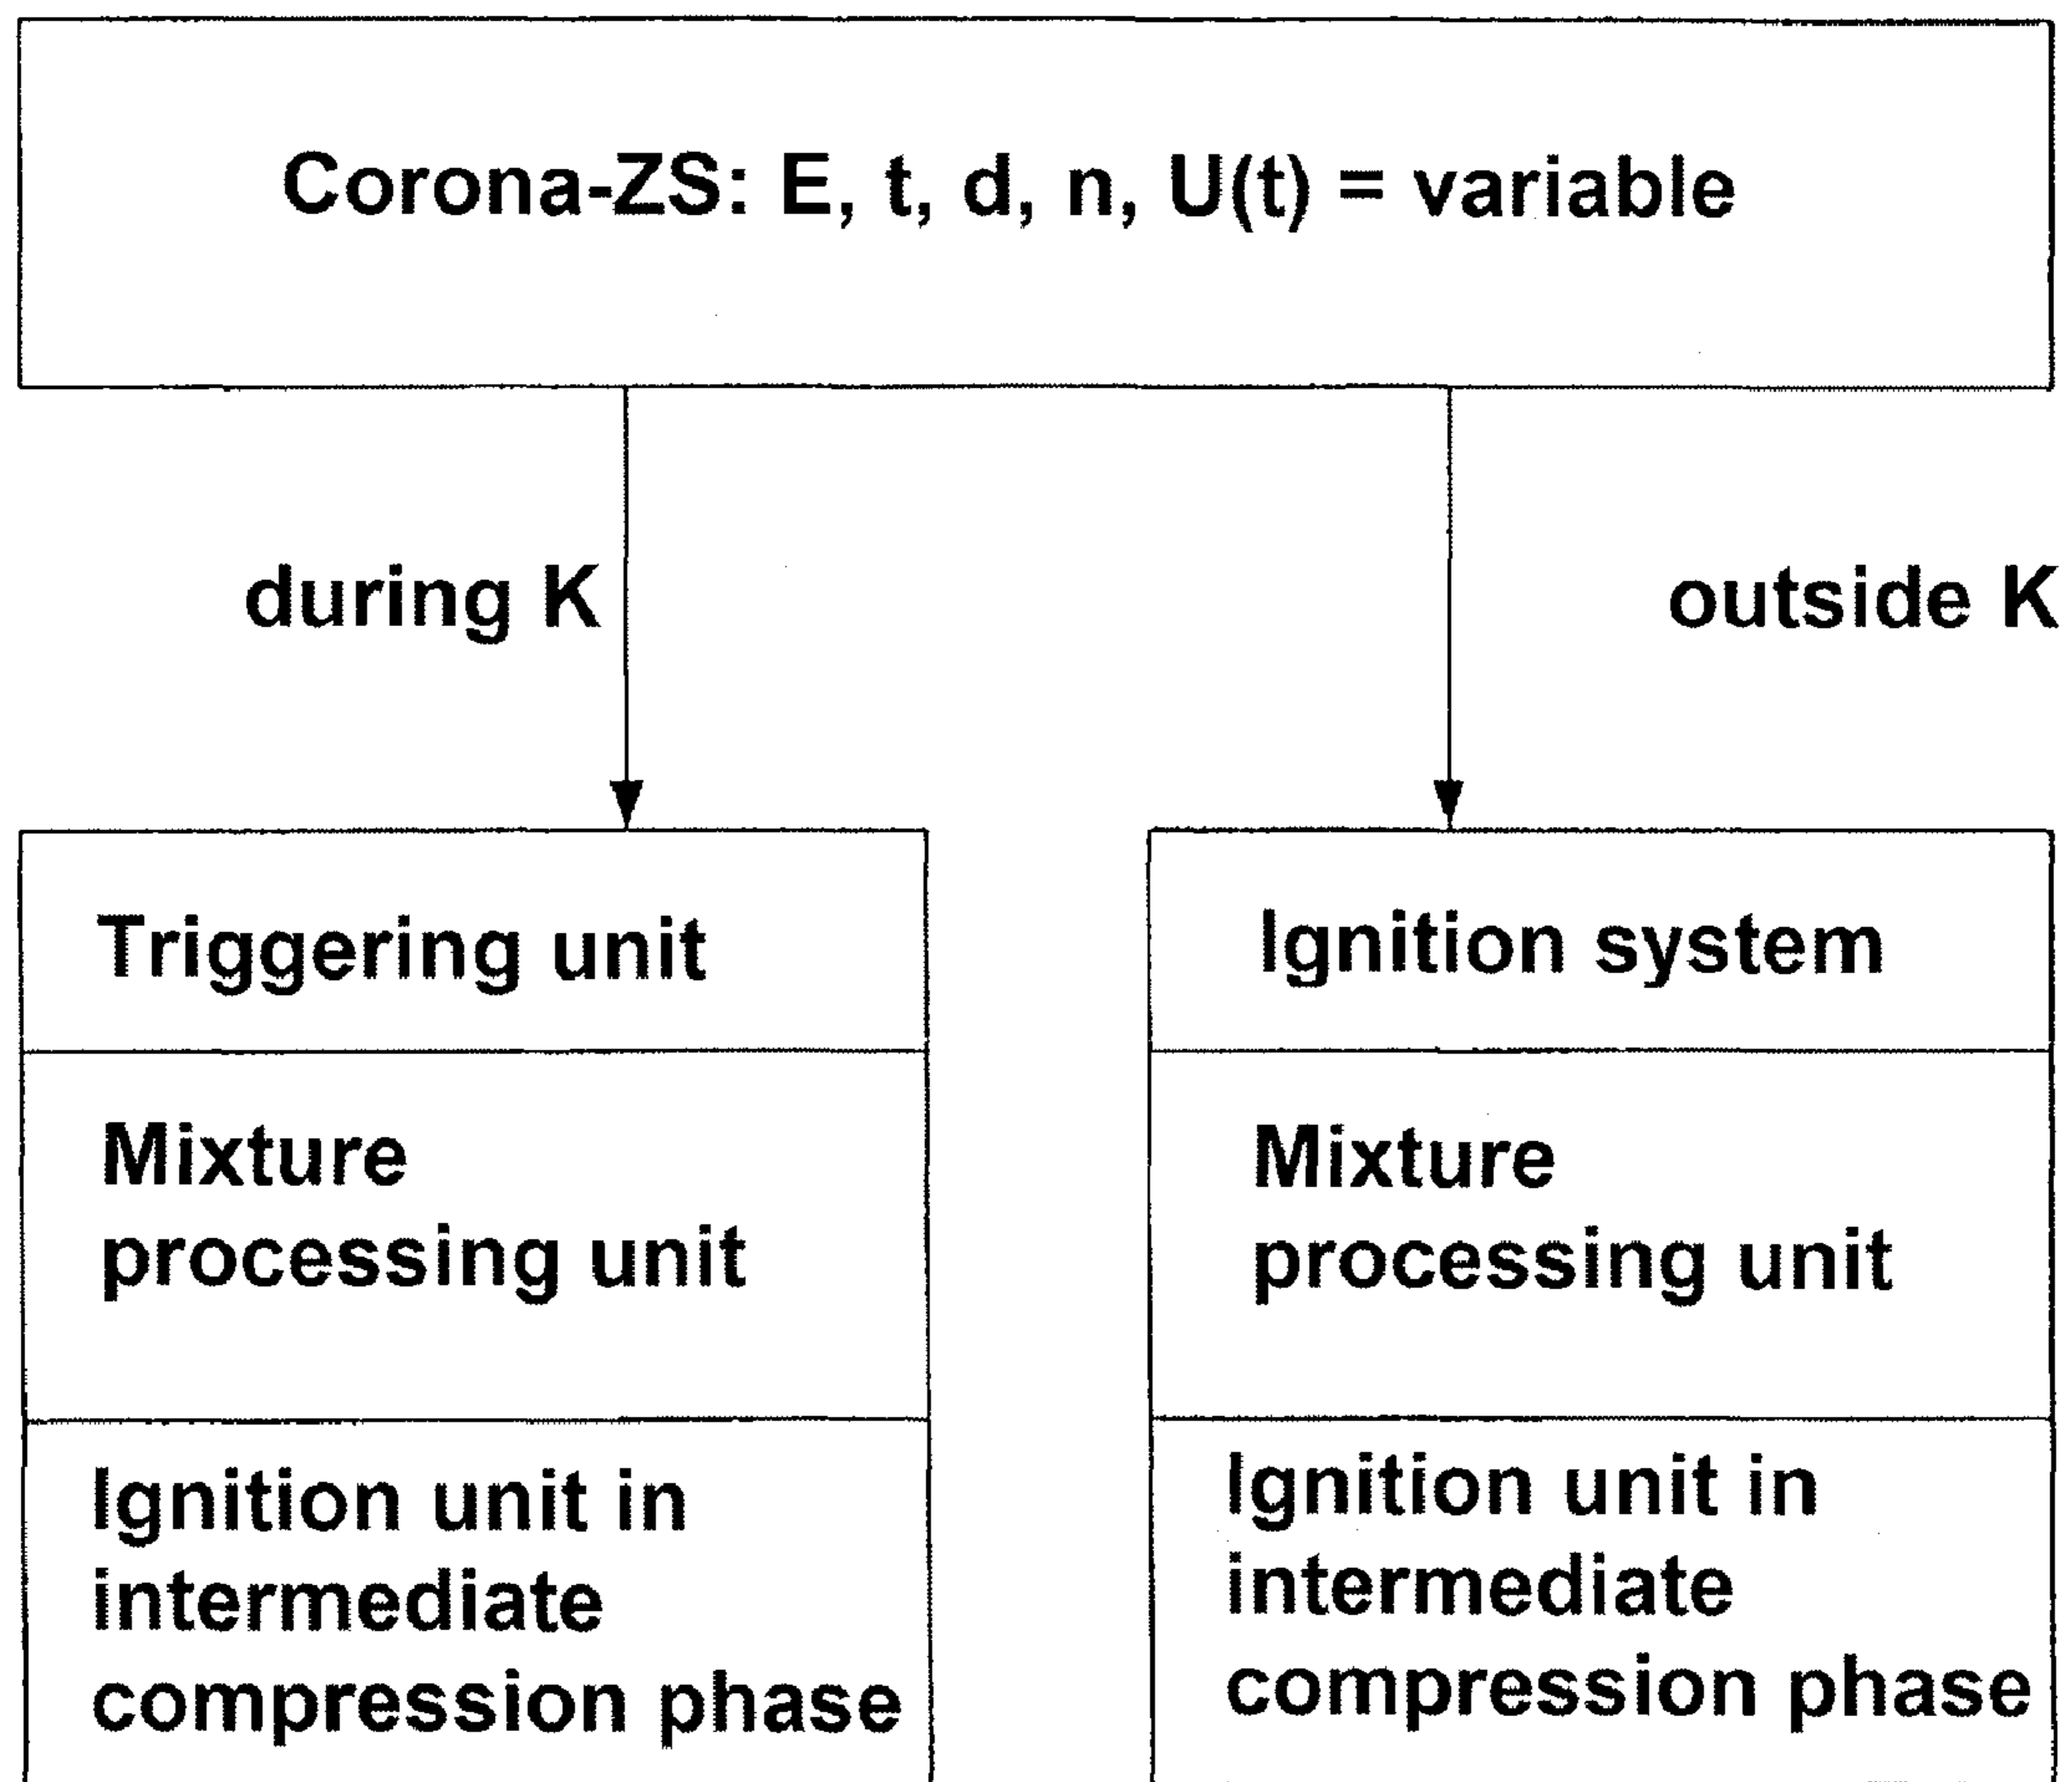 Corona-ZS: E, t, d, n, U(t) = variable
during K
outside K
Triggering unit
Mixture
processing unit
Ignition unit in
intermediate
compression phase
Ignition system
Mixture
processing unit
Ignition unit in
intermediate
compression phase